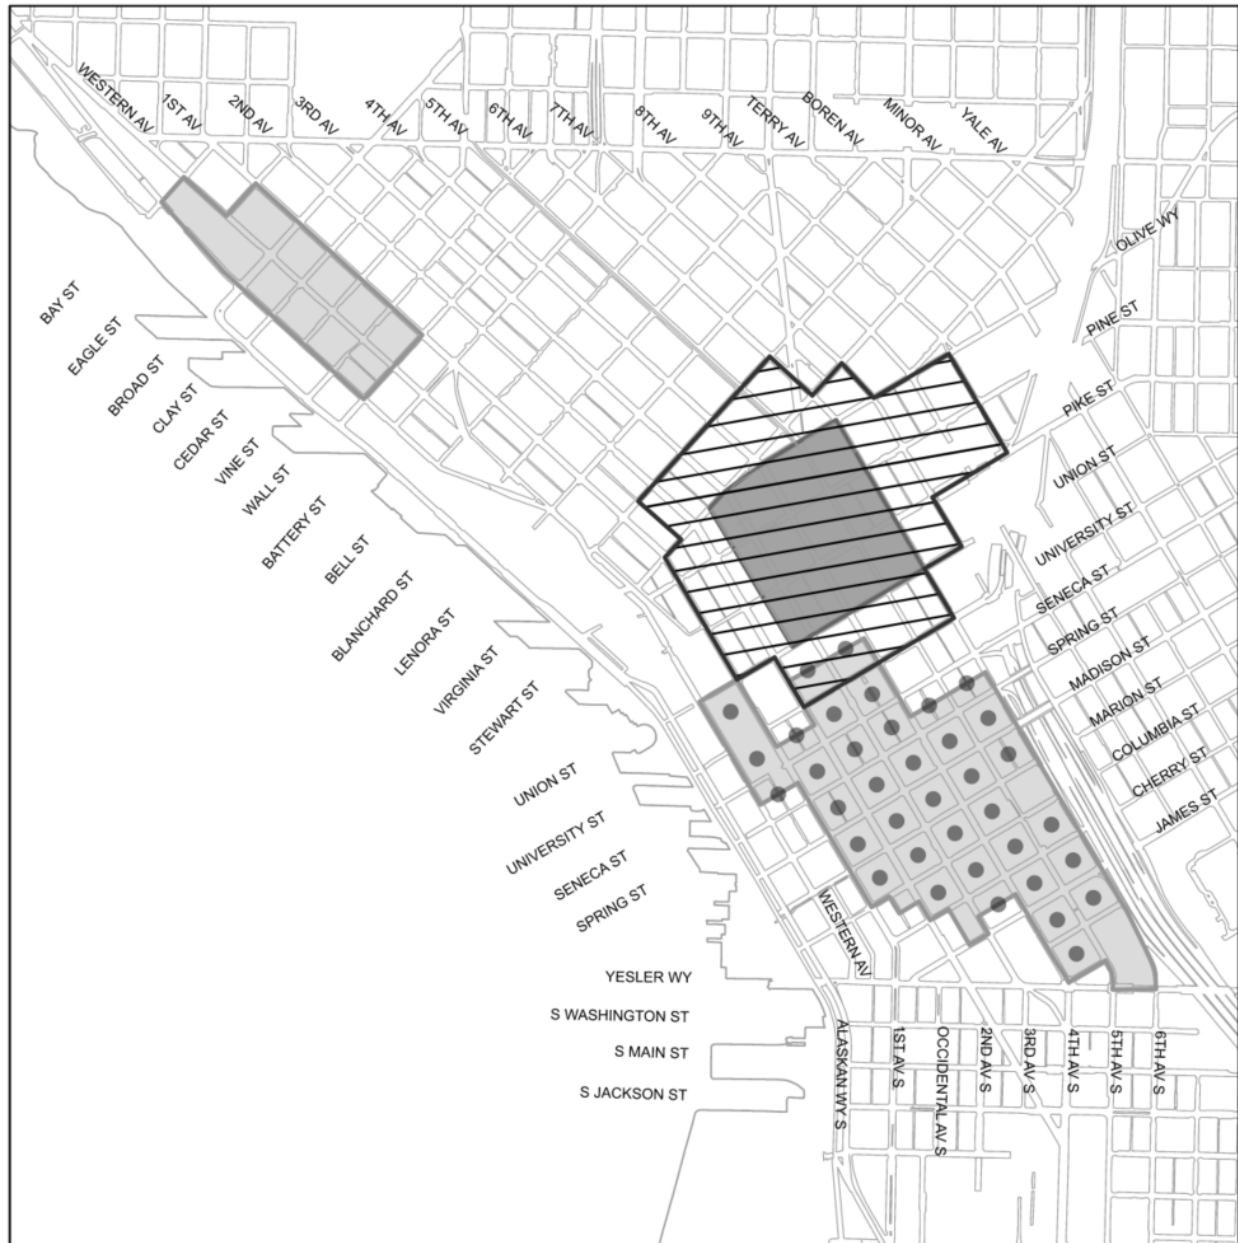 WESTERN AV
1ST AV
2ND AV
3RD AV
4TH AV
5TH AV
6TH AV
7TH AV
8TH AV
9TH AV
TERRY AV
BOREN AV
MINOR AV
YALE AV
OLIVE WY
PINE ST
PIKE ST
UNION ST
UNIVERSITY ST
SENECA ST
SPRING ST
MADISON ST
MARION ST
COLUMBIA ST
CHERRY ST
JAMES ST
BAY ST
EAGLE ST
BROAD ST
CLAY ST
CEDAR ST
VINE ST
WALL ST
BATTERY ST
BELL ST
BLANCHARD ST
LENORA ST
VIRGINIA ST
STEWART ST
UNION ST
UNIVERSITY ST
SENECA ST
SPRING ST
WESTERN AV
YESLER WY
S WASHINGTON ST
S MAIN ST
S JACKSON ST
ALASKAN WY S
1ST AV S
OCCIDENTAL AV S
2ND AV S
3RD AV S
4TH AV S
5TH AV S
6TH AV S